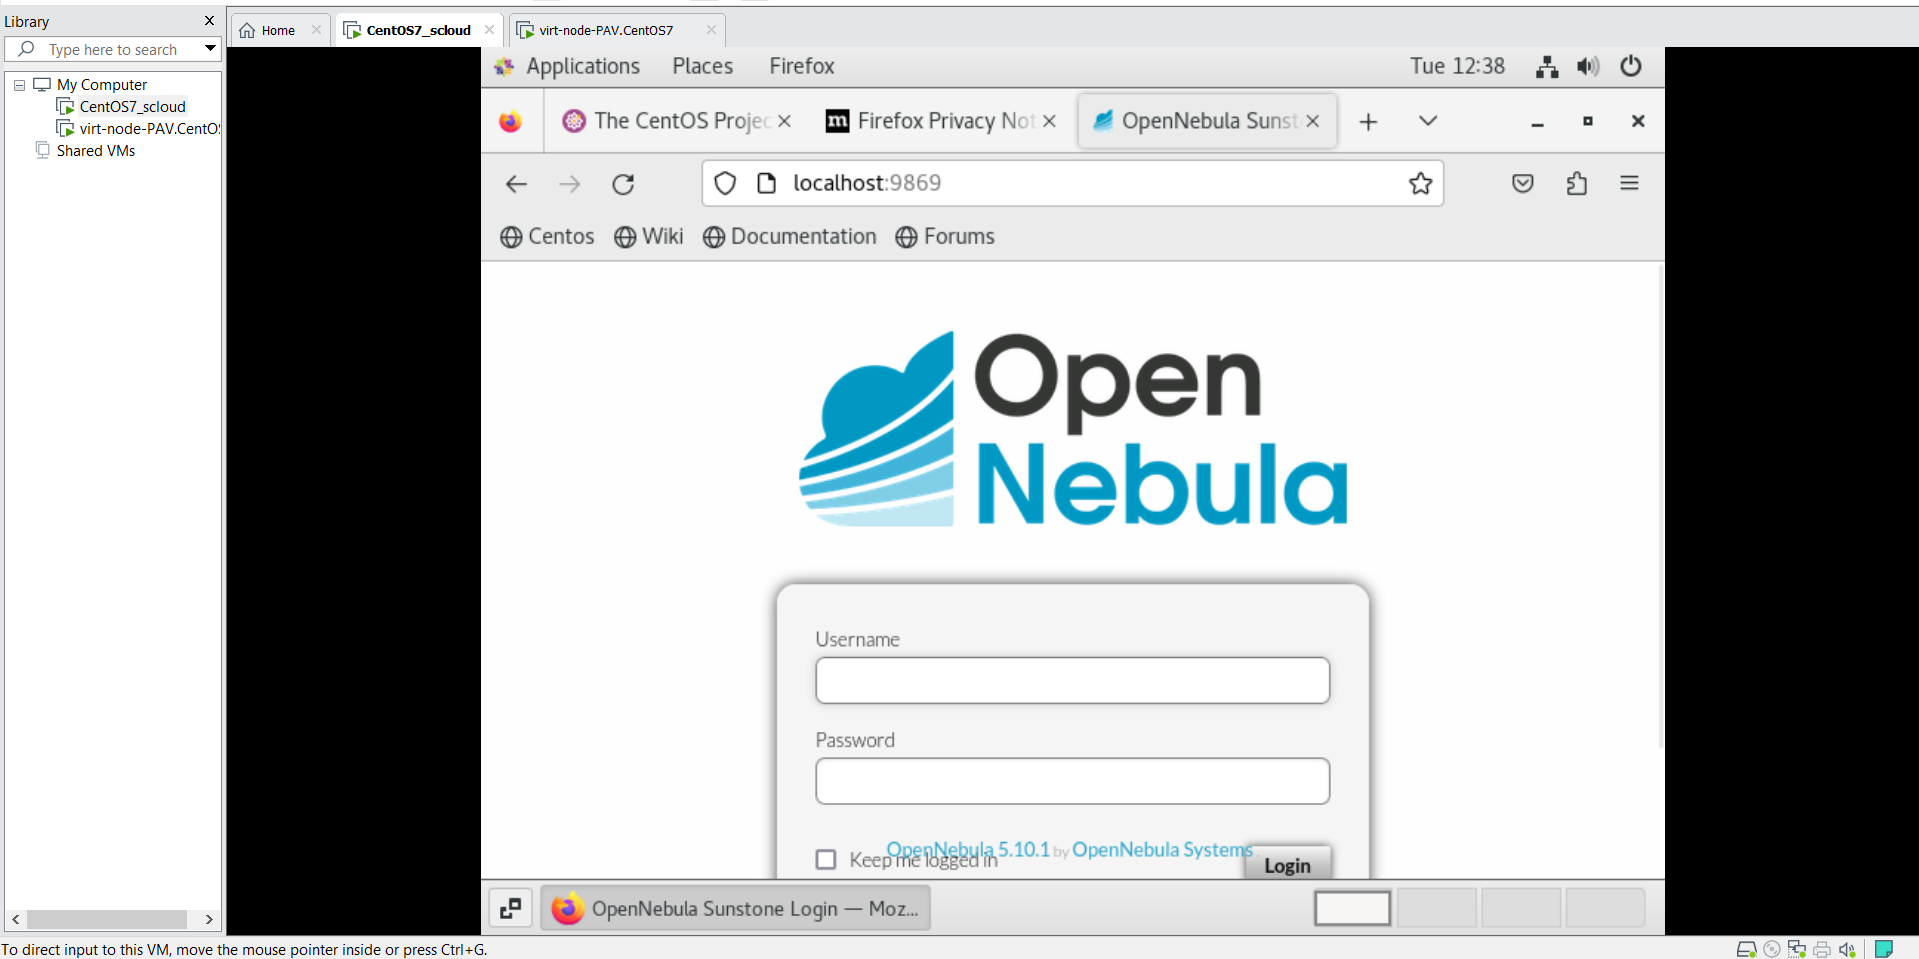 Library
Type here to search
My Computer
CentOS7_scloud
virt-node-PAV.CentOS
Shared VMs
Home
CentOS7_scloud
virt-node-PAV.CentOS7
Applications
Places
Firefox
Tue 12:38
The CentOS Projec
Firefox Privacy Not
OpenNebula Sunst
localhost:9869
Centos
Wiki
Documentation
Forums
Open
Nebula
Username
Password
Keep me logged in
OpenNebula 5.10.1 by OpenNebula Systems
Login
OpenNebula Sunstone Login — Moz...
To direct input to this VM, move the mouse pointer inside or press Ctrl+G.